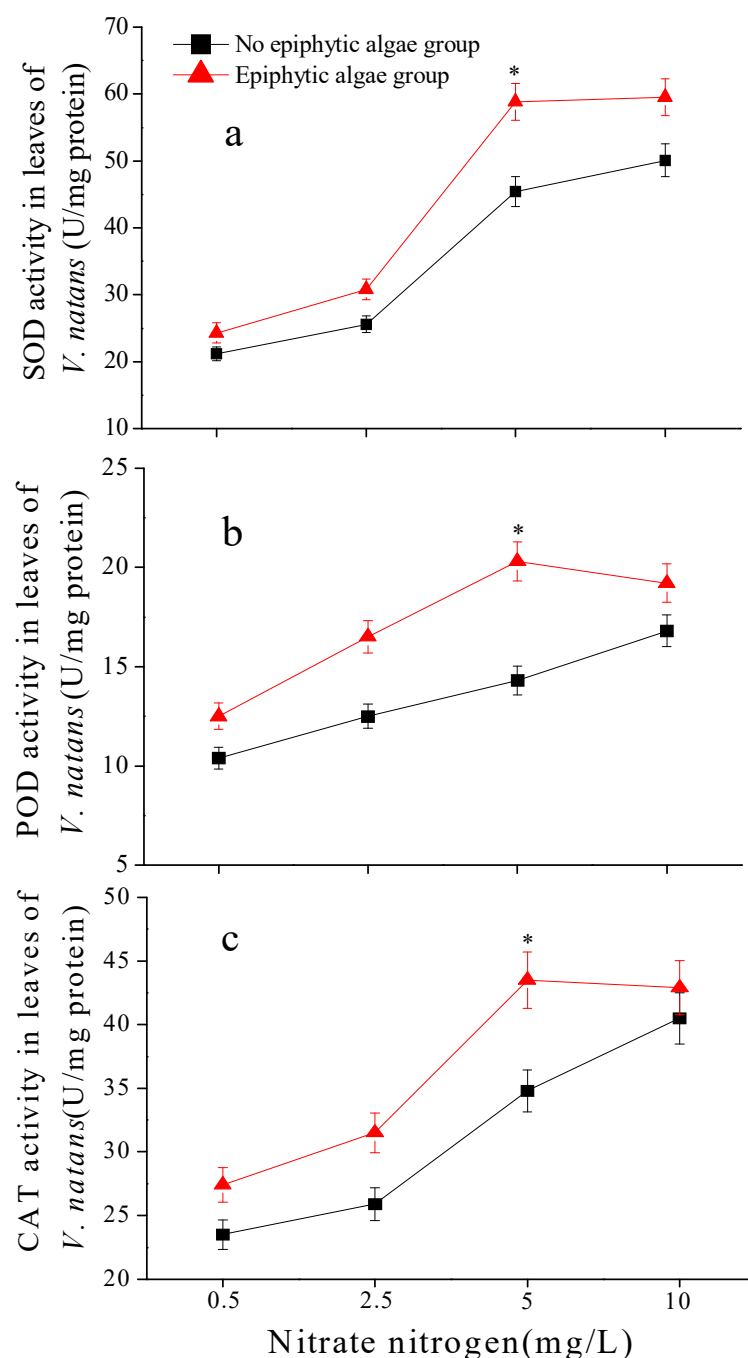 70
No epiphytic algae group
Epiphytic algae group
60
50
40
30
20
10
a
*
SOD activity in leaves of
V. natans (U/mg protein)
25
20
15
10
5
b
*
POD activity in leaves of
V. natans (U/mg protein)
50
45
40
35
30
25
20
c
*
CAT activity in leaves of
V. natans(U/mg protein)
0.5 2.5 5 10
Nitrate nitrogen(mg/L)